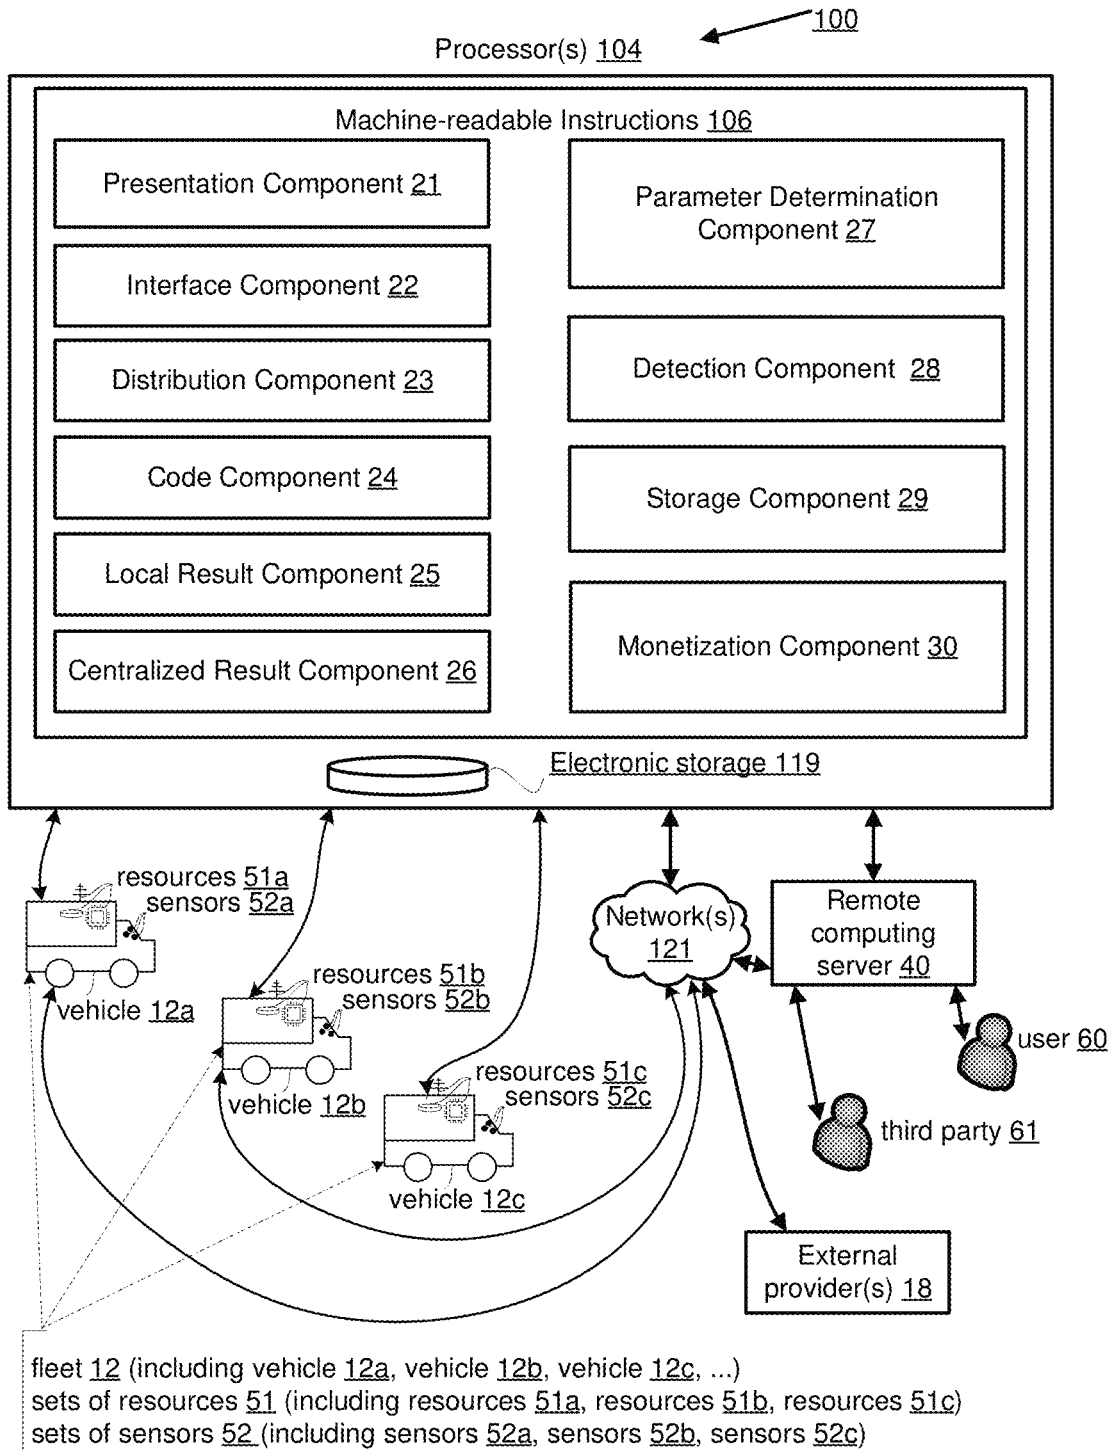 100
Processor(s) 104
Machine-readable Instructions 106
Presentation Component 21
Interface Component 22
Distribution Component 23
Code Component 24
Local Result Component 25
Centralized Result Component 26
Parameter Determination
Component 27
Detection Component 28
Storage Component 29
Monetization Component 30
Electronic storage 119
resources 51a
sensors 52a
vehicle 12a
resources 51b
sensors 52b
vehicle 12b
resources 51c
sensors 52c
vehicle 12c
Network(s)
121
Remote
computing
server 40
user 60
third party 61
External
provider(s) 18
fleet 12 (including vehicle 12a, vehicle 12b, vehicle 12c, ...)
sets of resources 51 (including resources 51a, resources 51b, resources 51c)
sets of sensors 52 (including sensors 52a, sensors 52b, sensors 52c)